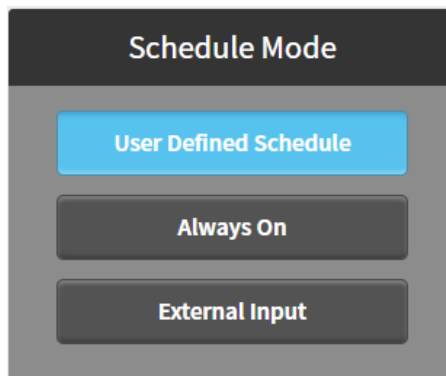 Schedule Mode
User Defined Schedule
Always On
External Input